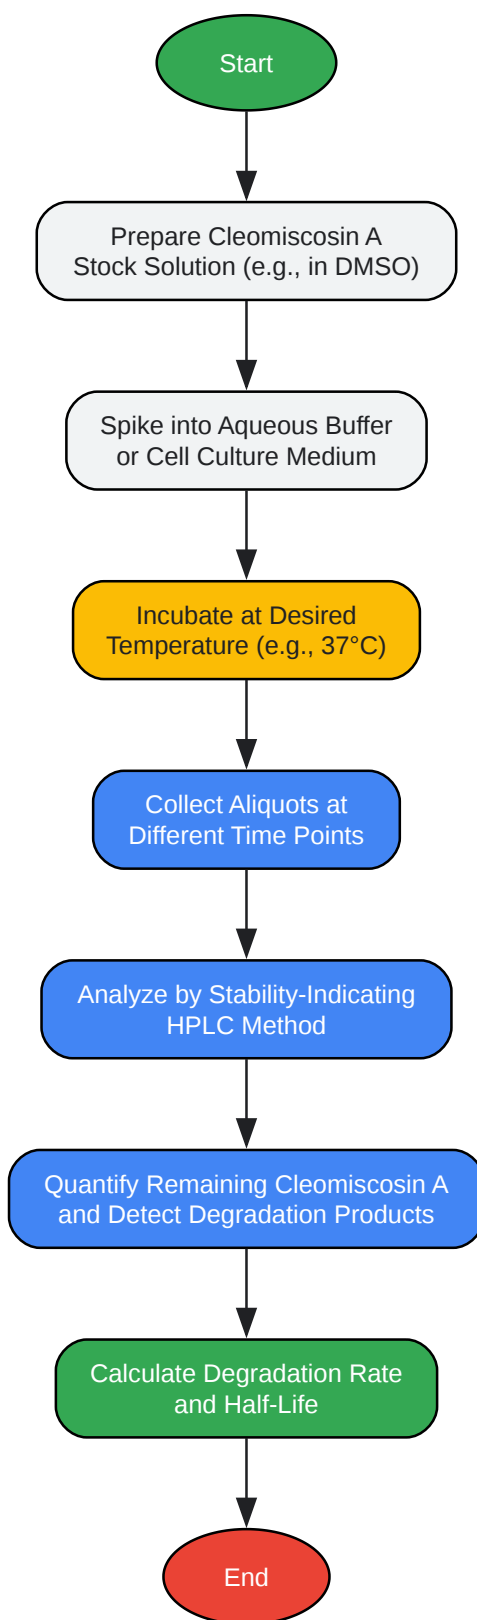 Start
Prepare Cleomiscosin A
Stock Solution (e.g., in DMSO)
Spike into Aqueous Buffer
or Cell Culture Medium
Incubate at Desired
Temperature (e.g., 37°C)
Collect Aliquots at
Different Time Points
Analyze by Stability-Indicating
HPLC Method
Quantify Remaining Cleomiscosin A
and Detect Degradation Products
Calculate Degradation Rate
and Half-Life
End